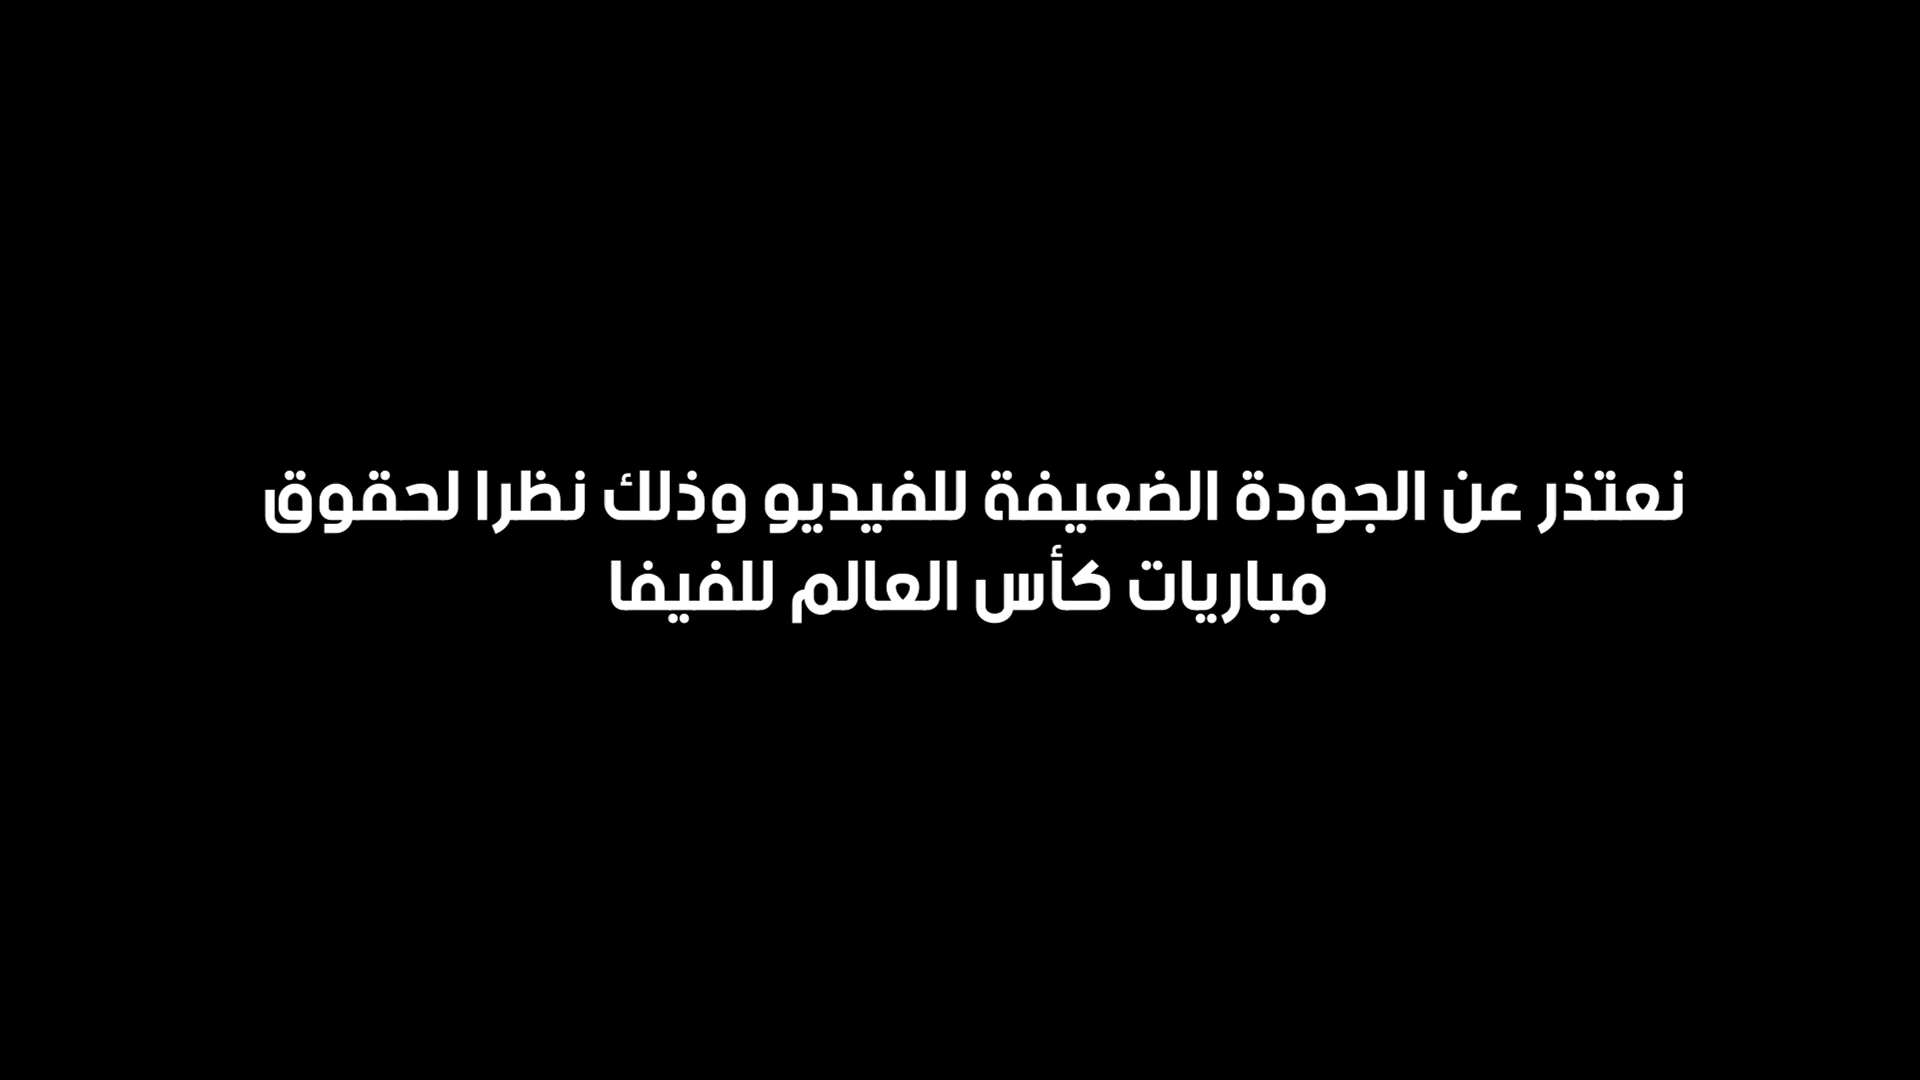 نعتذر عن الجودة الضعيفة للفيديو وذلك نظرا لحقوق
مباريات كأس العالم للفيفا